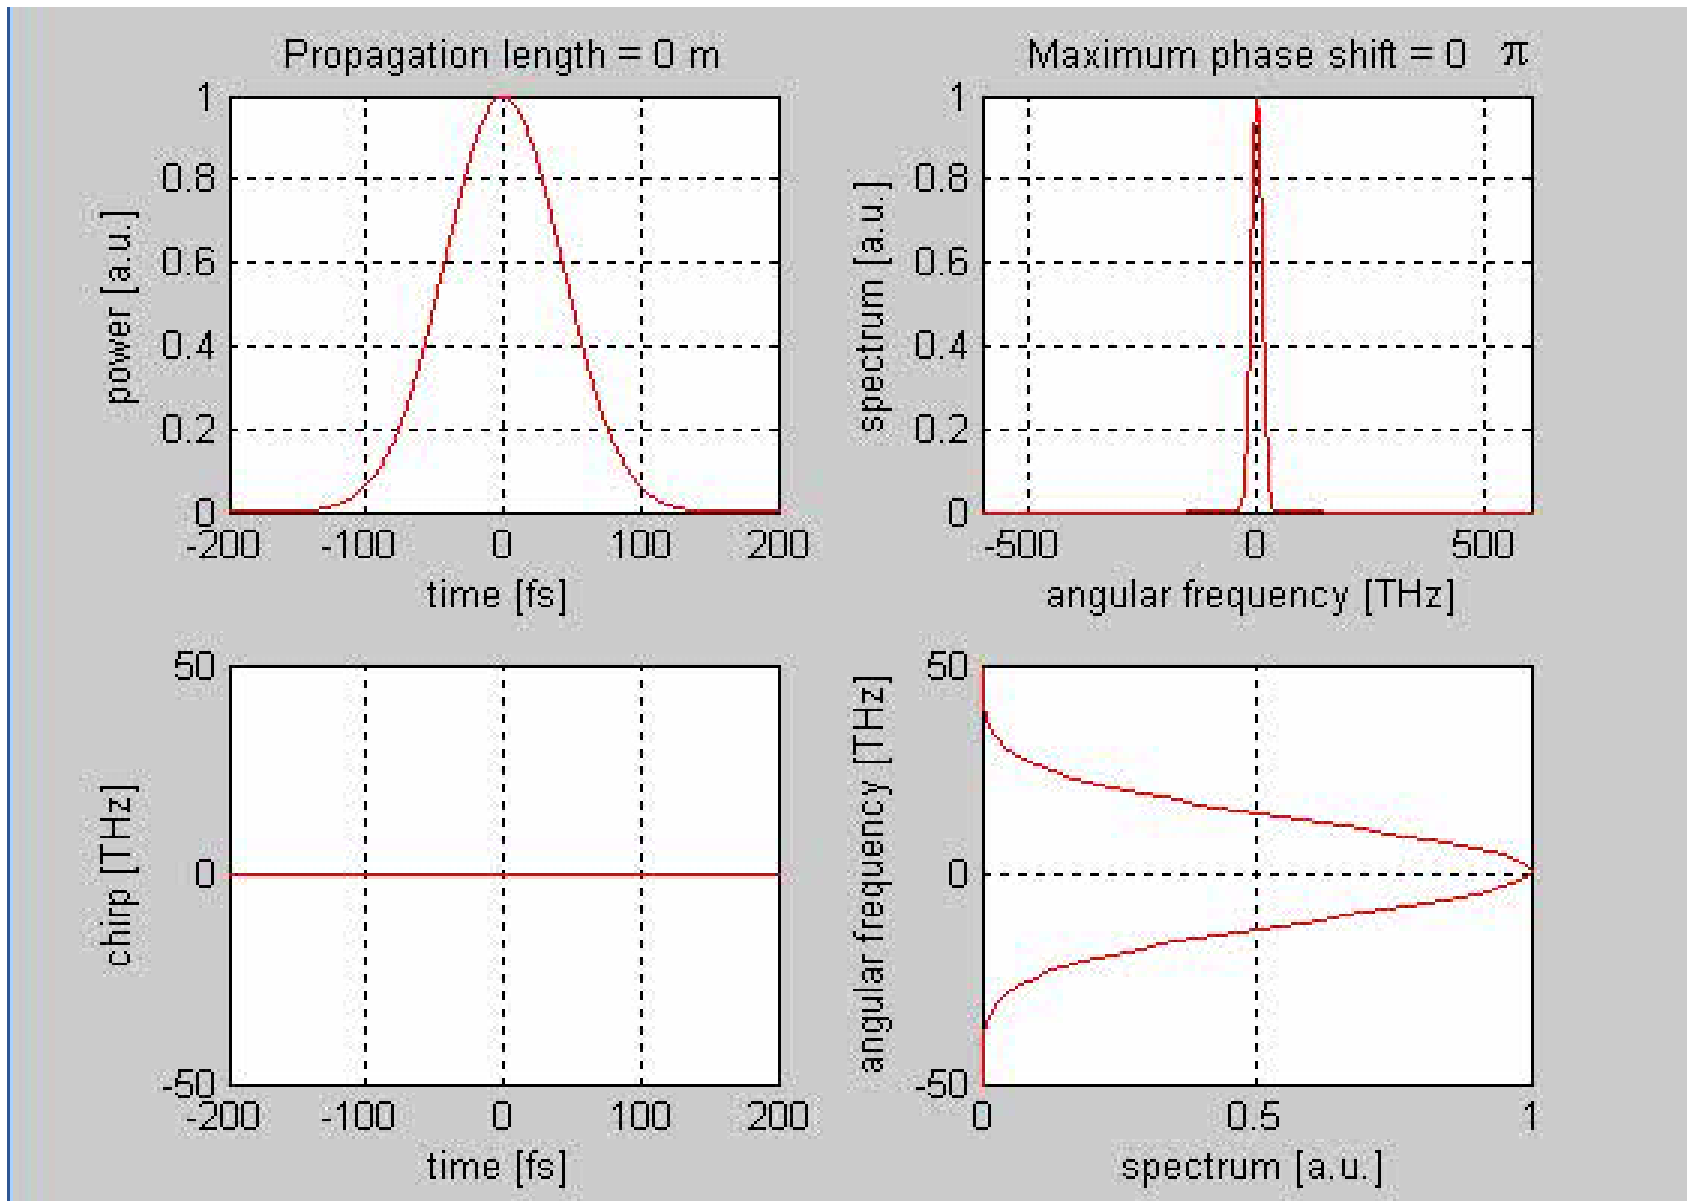 Propagation length = 0 m
1
0.8
0.6
0.4
0.2
0
power [a.u.]
-200 -100 0 100 200
time [fs]
Maximum phase shift = 0 π
1
0.8
0.6
0.4
0.2
0
spectrum [a.u.]
-500 0 500
angular frequency [THz]
50
0
-50
chirp [THz]
-200 -100 0 100 200
time [fs]
50
0
-50
angular frequency [THz]
0 0.5 1
spectrum [a.u.]